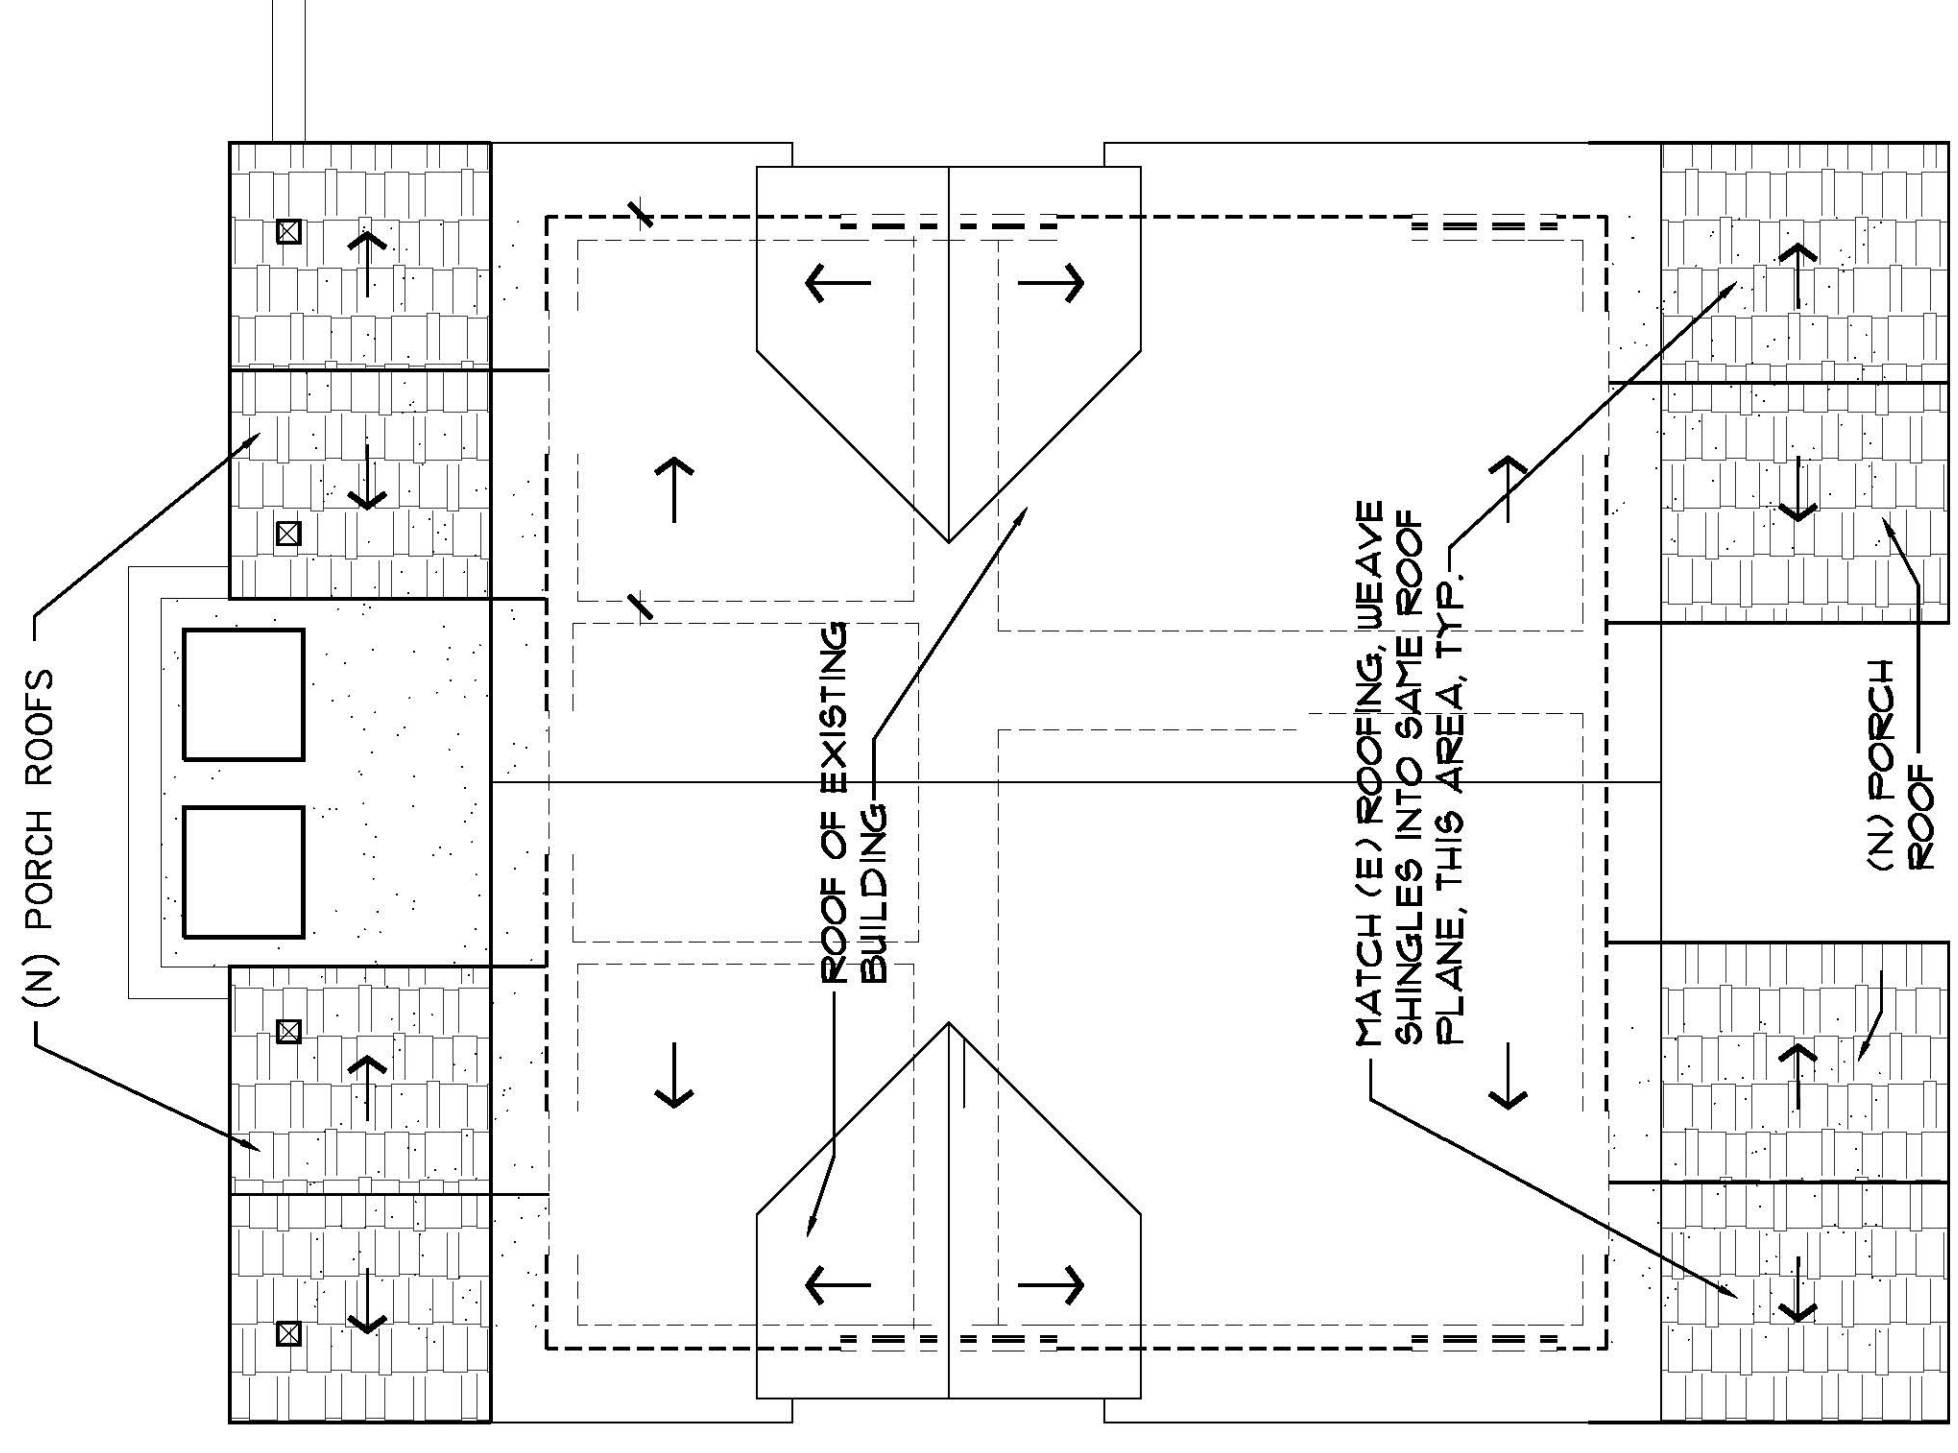 (N) PORCH ROOFS
ROOF OF EXISTING
BUILDING
MATCH (E) ROOFING, WEAVE
SHINGLES INTO SAME ROOF
PLANE, THIS AREA, TYP.
(N) PORCH
ROOF